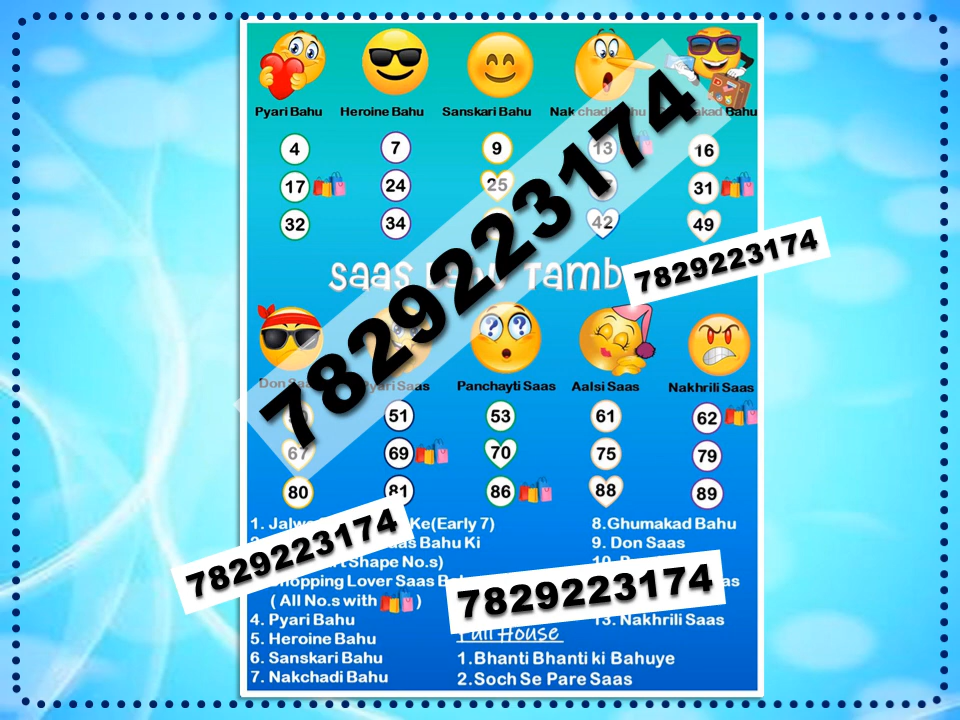 Pyari Bahu Heroine Bahu Sanskari Bahu Bahu
4 7 9 13 16
17 24 25 31
32 34 42 49
Saas Tamb
7829223174
7829223174
Don Saas Panchayti Saas Aalsi Saas Nakhrili Saas
51 53 61 62
67 69 70 75 79
80 81 86 88 89
1. Ke(Early 7)
Bahu Ki
Shape No.s)
Shopping Lover Saas
( All No.s with )
4. Pyari Bahu
5. Heroine Bahu
6. Sanskari Bahu
7. Nakchadi Bahu
8.Ghumakad Bahu
9. Don Saas
13. Nakhrili Saas
7829223174
7829223174
Full House
1.Bhanti Bhanti ki Bahuye
2.Soch Se Pare Saas